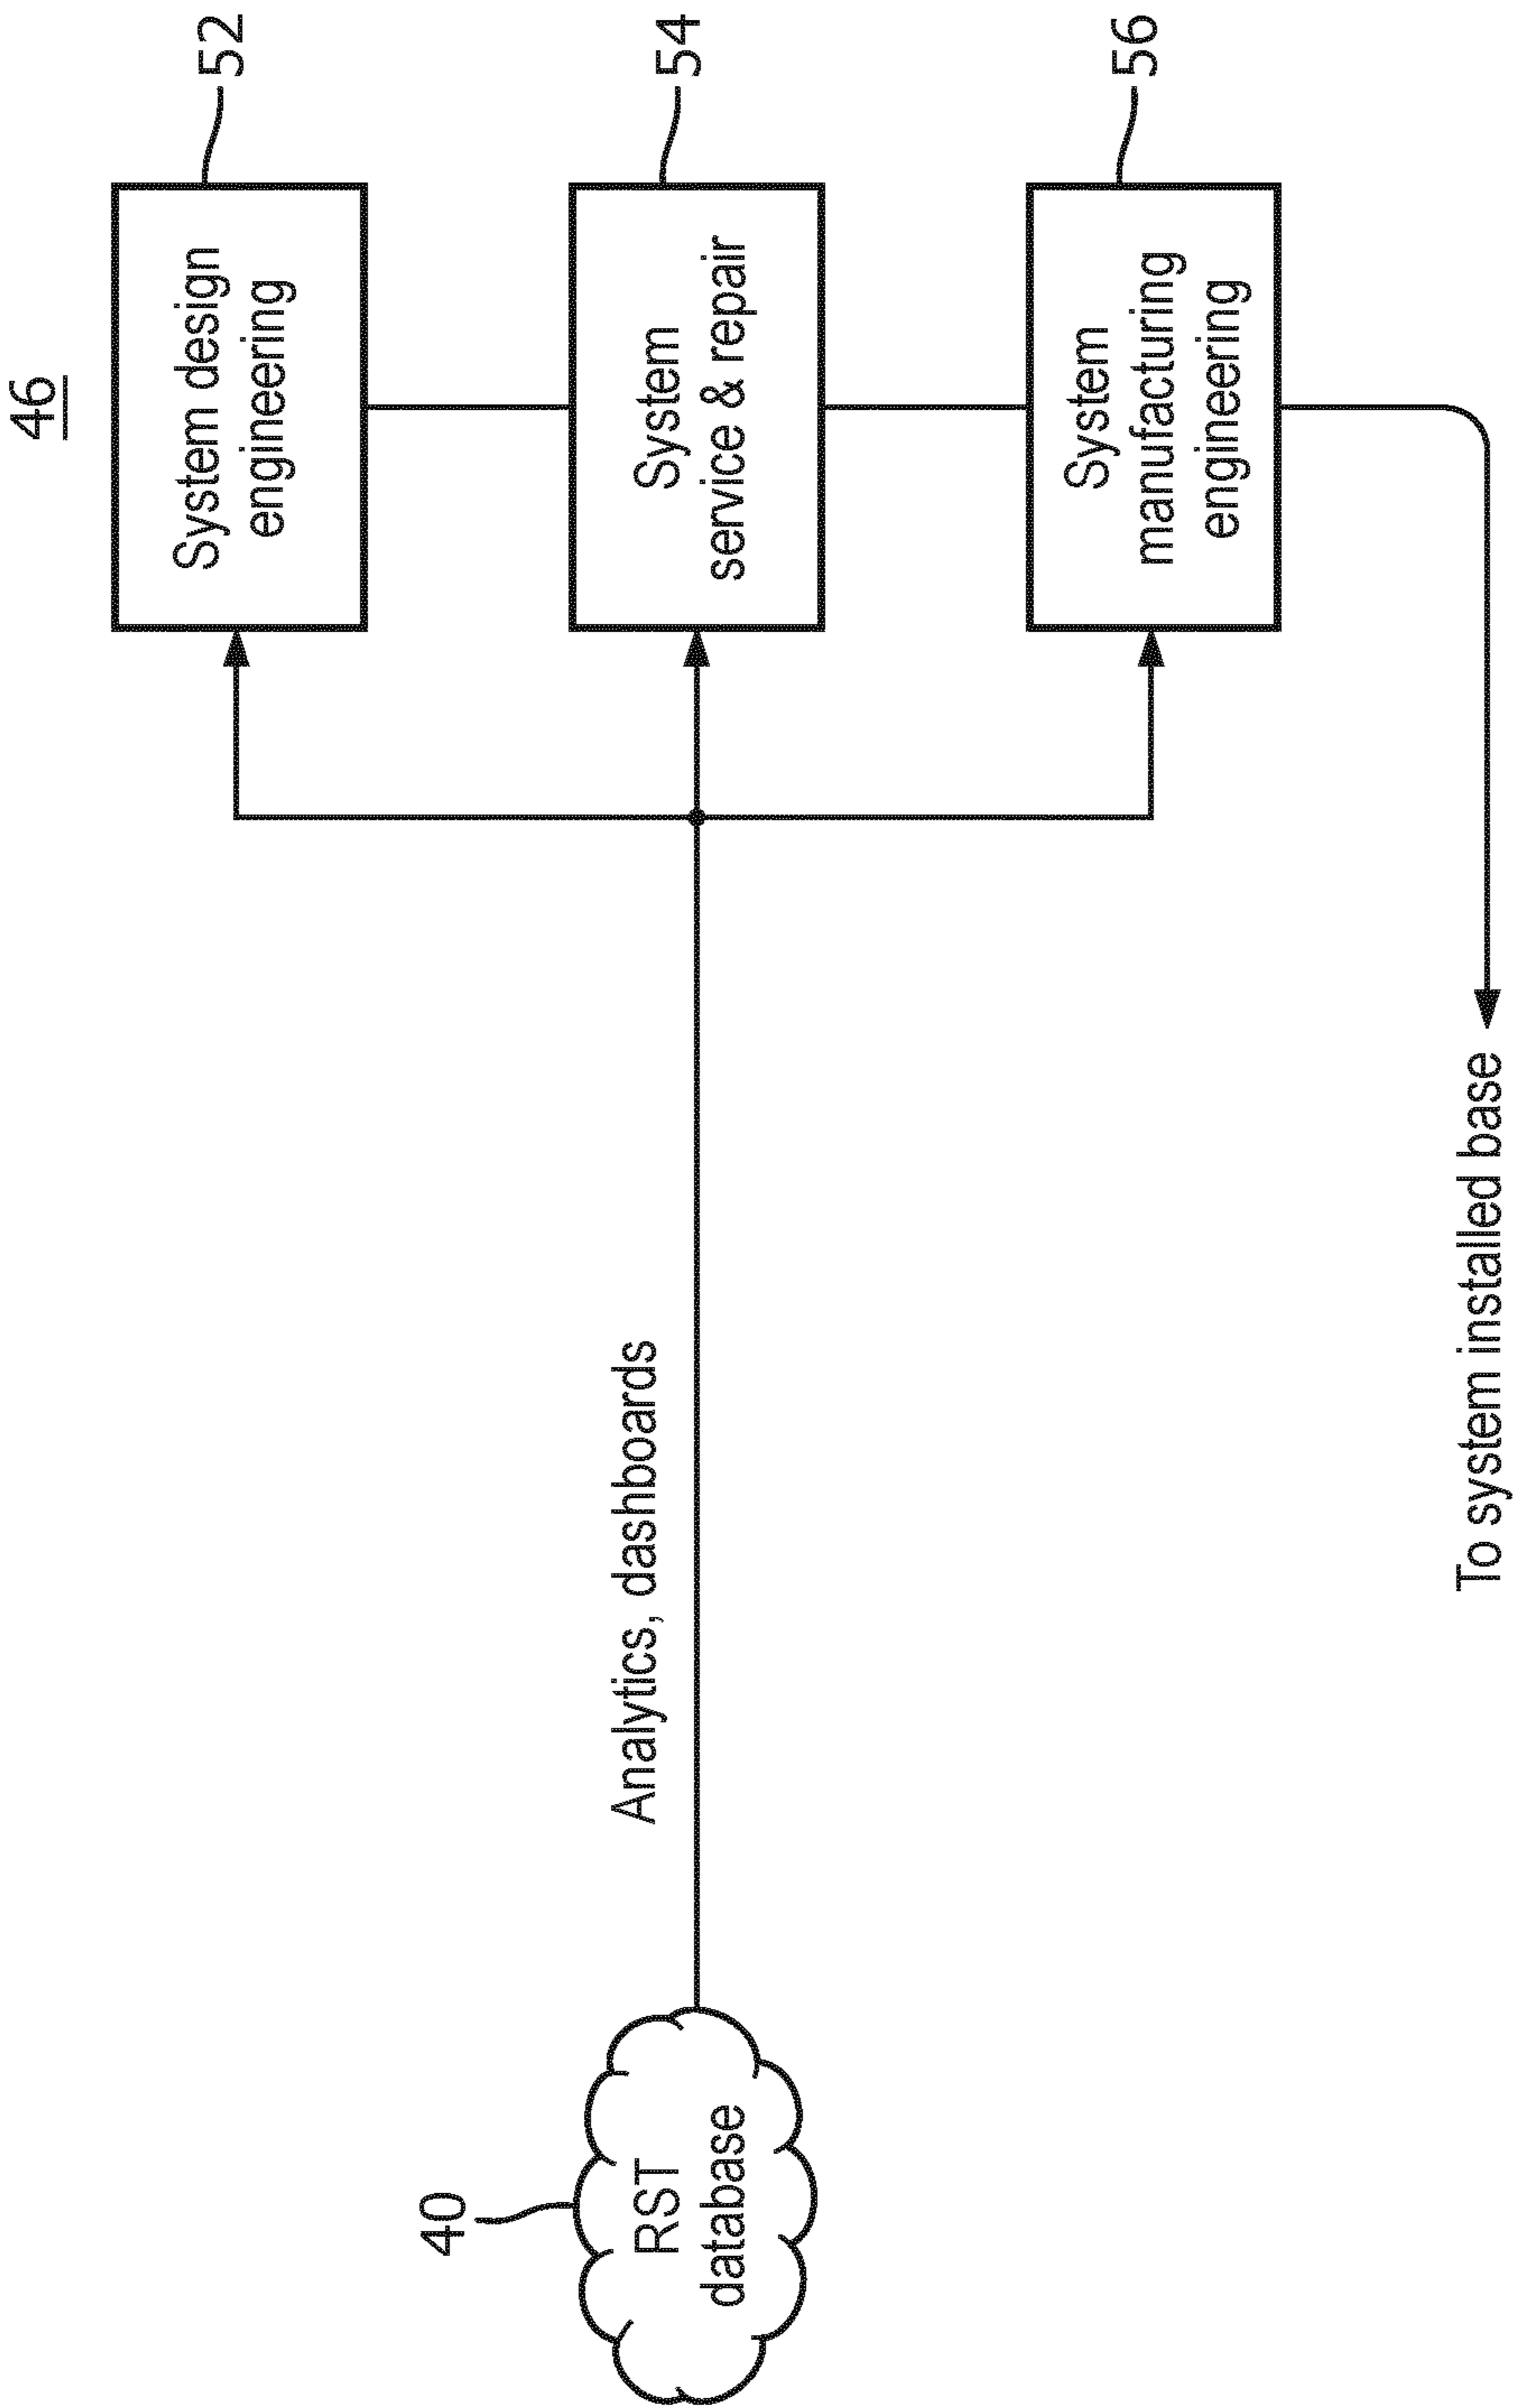 46
52
System design
engineering
54
System
service & repair
56
System
manufacturing
engineering
Analytics, dashboards
40
RST
database
To system installed base